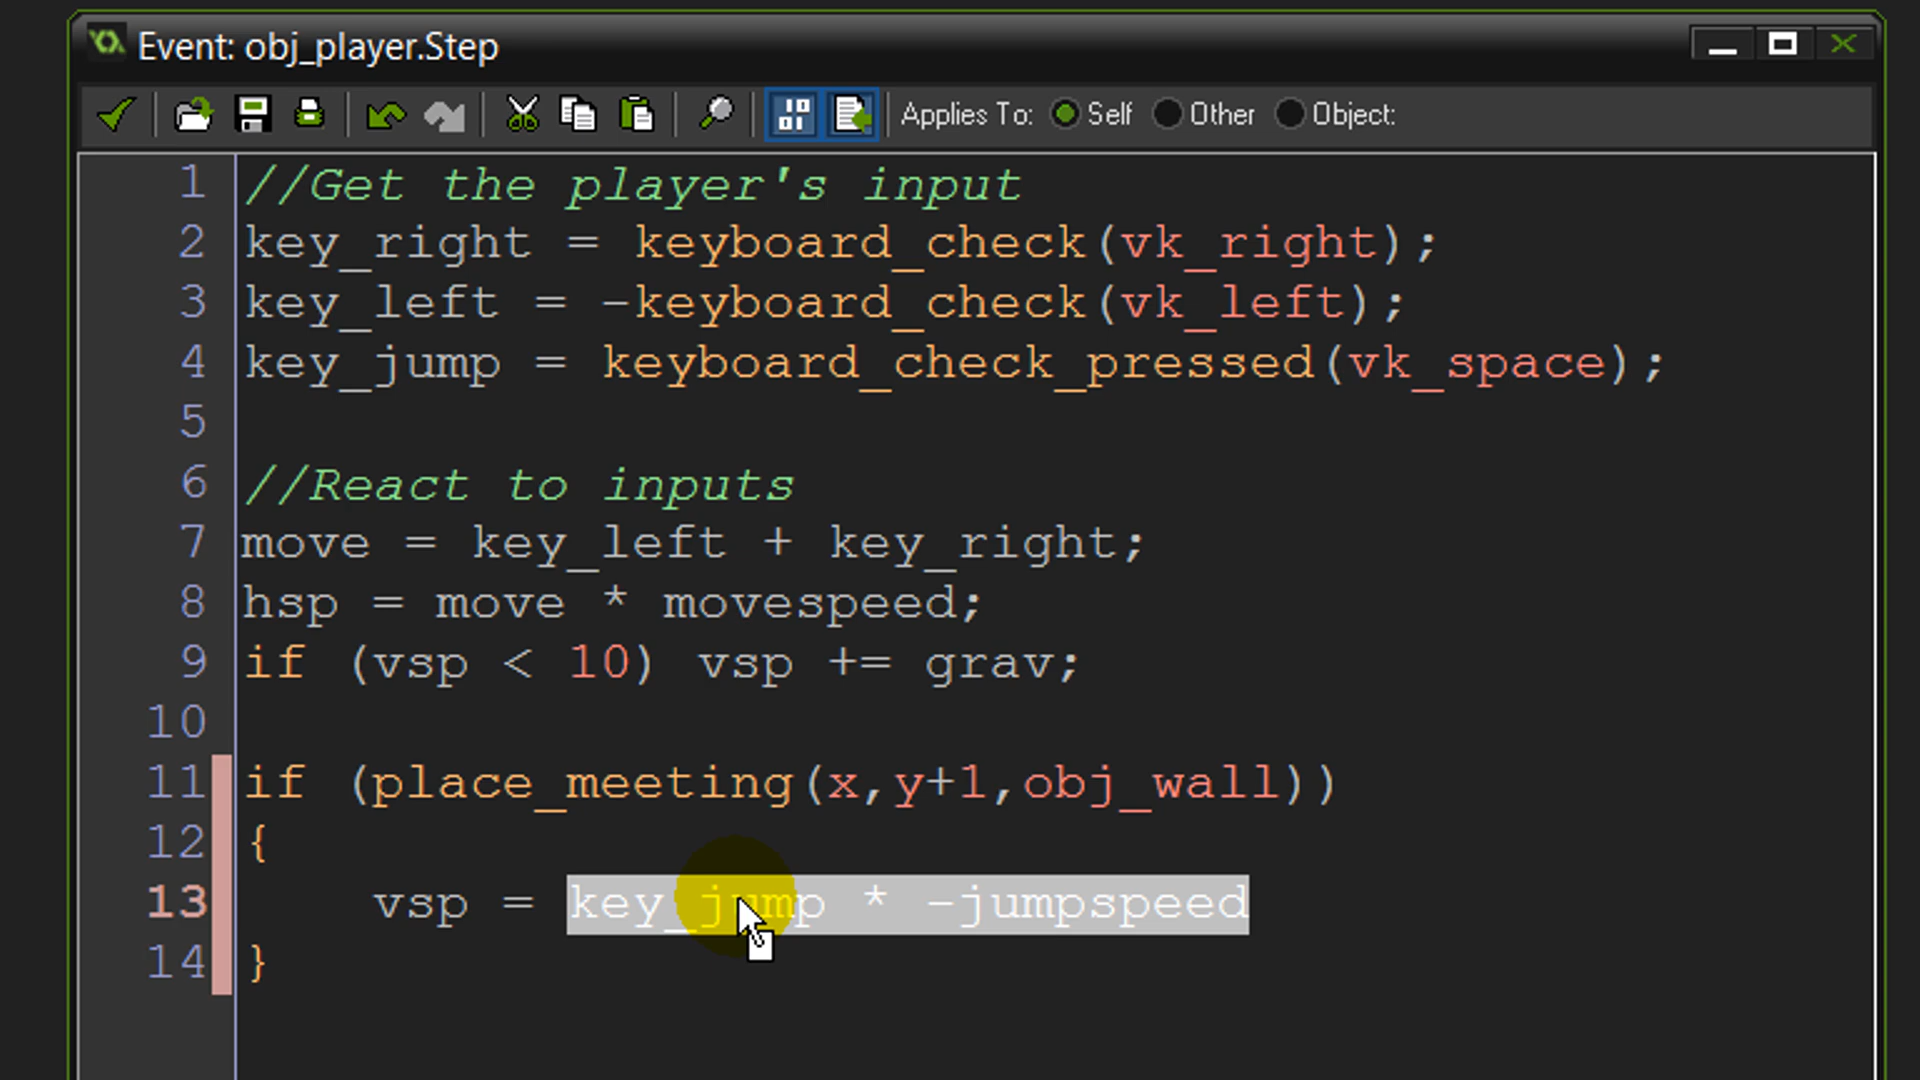 Event: obj_player.Step
Applies To: Self Other Object:
1 //Get the player's input
2 key_right = keyboard_check(vk_right);
3 key_left = -keyboard_check(vk_left);
4 key_jump = keyboard_check_pressed(vk_space);
5
6 //React to inputs
7 move = key_left + key_right;
8 hsp = move * movespeed;
9 if (vsp < 10) vsp += grav;
10
11 if (place_meeting(x,y+1,obj_wall))
12 {
13 vsp = key_jump * -jumpspeed
14 }